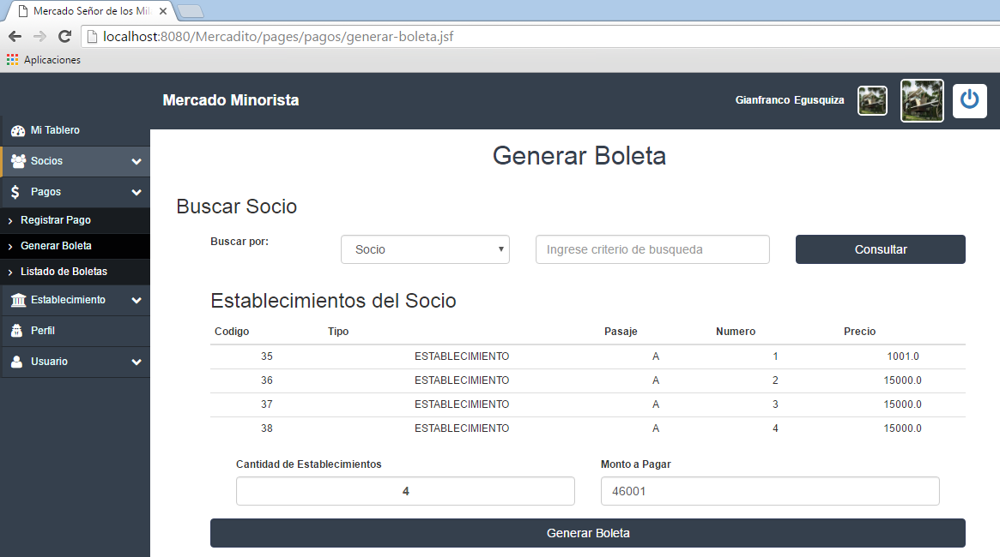 Mercado Señor de los Mil
localhost:8080/Mercadito/pages/pagos/generar-boleta.jsf
Aplicaciones
Mercado Minorista
Gianfranco Egusquiza
Mi Tablero
Socios
Pagos
Registrar Pago
Generar Boleta
Listado de Boletas
Establecimiento
Perfil
Usuario
Generar Boleta
Buscar Socio
Buscar por: Socio Ingrese criterio de busqueda Consultar
Establecimientos del Socio
Codigo Tipo Pasaje Numero Precio
35 ESTABLECIMIENTO A 1 1001.0
36 ESTABLECIMIENTO A 2 15000.0
37 ESTABLECIMIENTO A 3 15000.0
38 ESTABLECIMIENTO A 4 15000.0
Cantidad de Establecimientos Monto a Pagar
4 46001
Generar Boleta